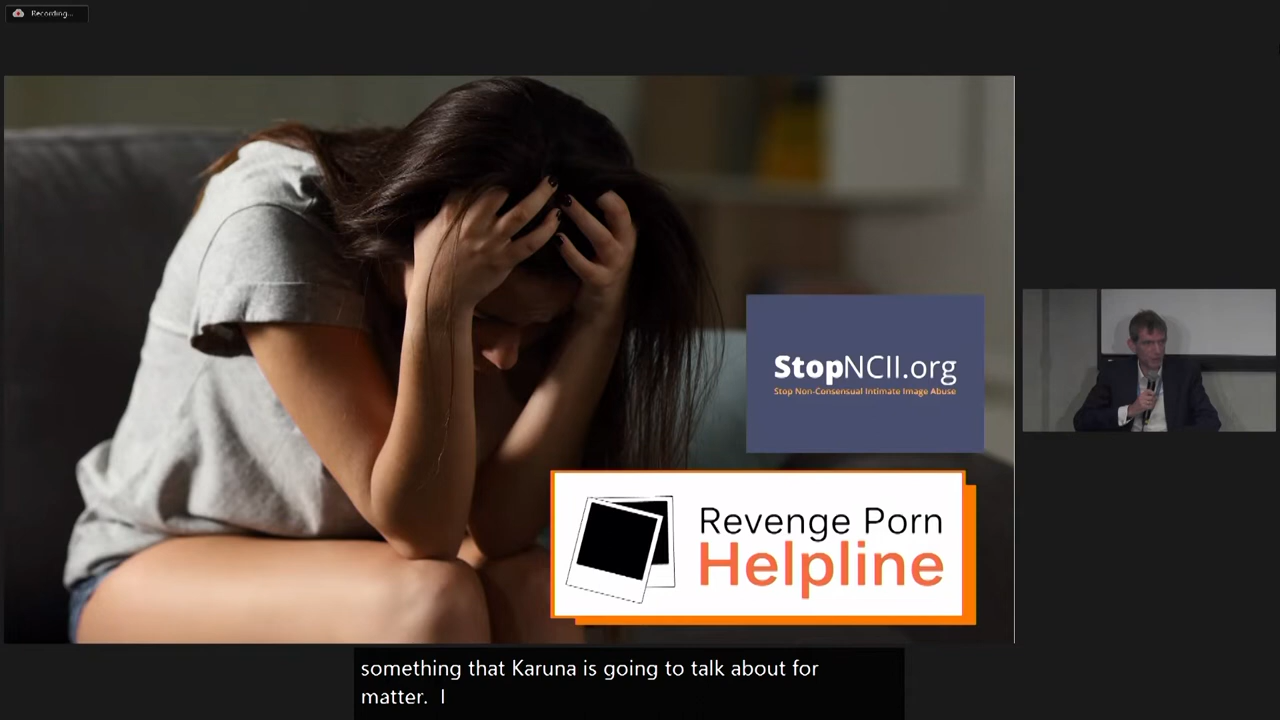 Recording...
StopNCII.org
Stop Non-Consensual Intimate Image Abuse
Revenge Porn
Helpline
something that Karuna is going to talk about for
matter. I